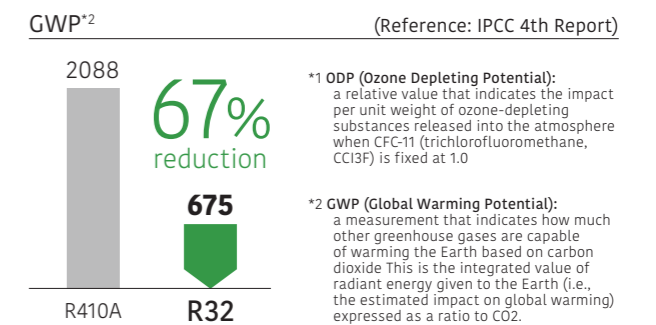 GWP*2
(Reference: IPCC 4th Report)
2088
67%
reduction
675
R410A
R32
*1 ODP (Ozone Depleting Potential):
a relative value that indicates the impact
per unit weight of ozone-depleting
substances released into the atmosphere
when CFC-11 (trichlorofluoromethane,
CCI3F) is fixed at 1.0
*2 GWP (Global Warming Potential):
a measurement that indicates how much
other greenhouse gases are capable
of warming the Earth based on carbon
dioxide This is the integrated value of
radiant energy given to the Earth (i.e.,
the estimated impact on global warming)
expressed as a ratio to CO2.